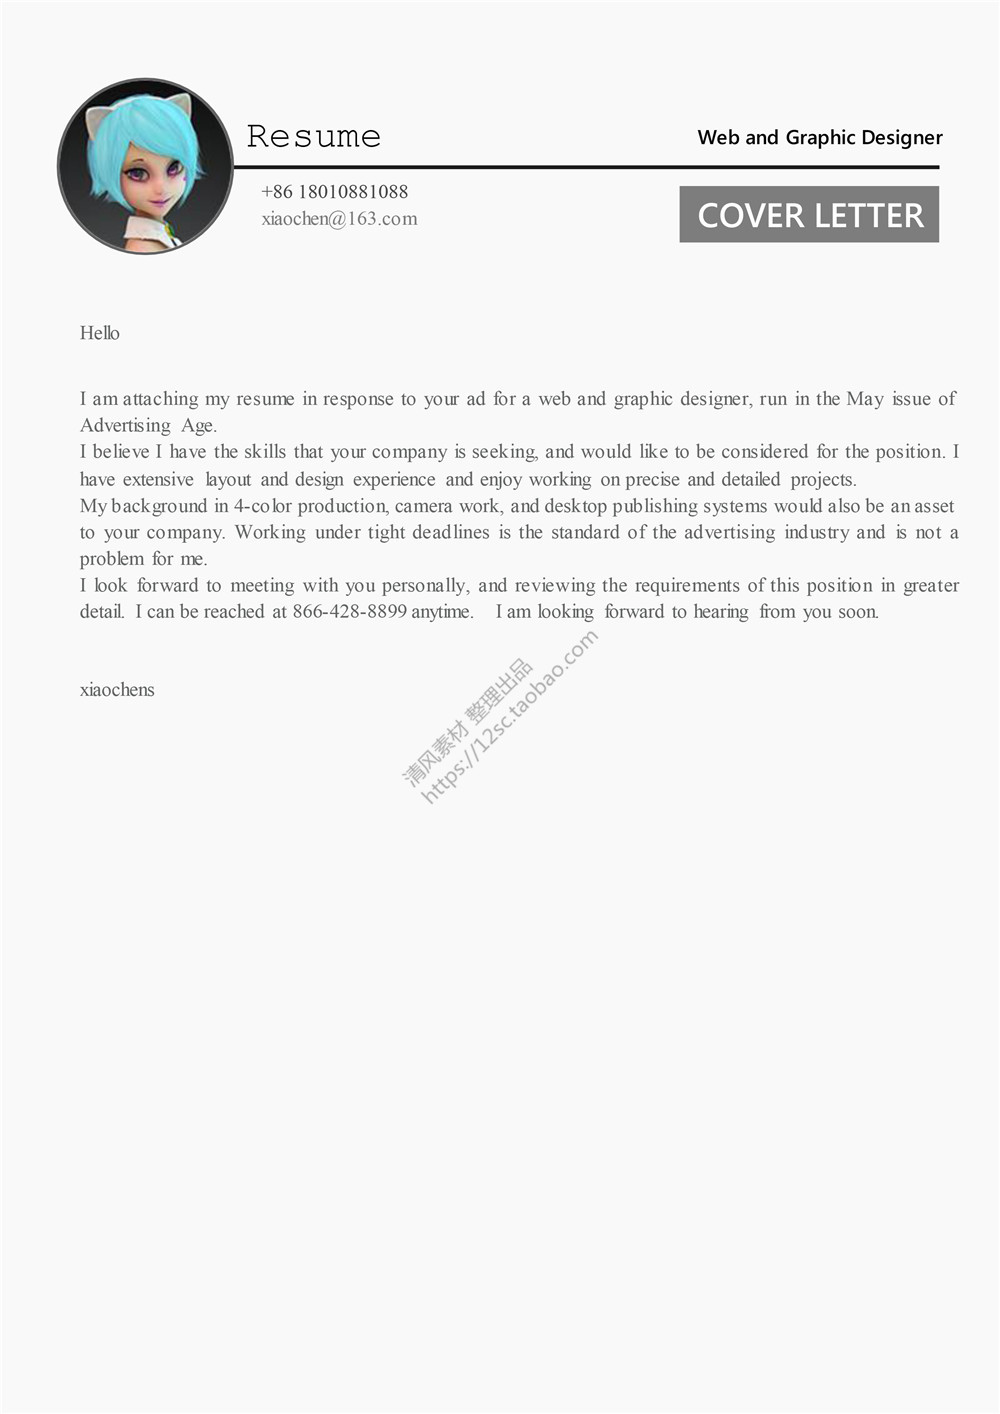 Resume
Web and Graphic Designer
+86 18010881088
xiaochen@163.com
COVER LETTER
Hello
I am attaching my resume in response to your ad for a web and graphic designer, run in the May issue of
Advertising Age.
I believe I have the skills that your company is seeking, and would like to be considered for the position. I
have extensive layout and design experience and enjoy working on precise and detailed projects.
My background in 4-color production, camera work, and desktop publishing systems would also be an asset
to your company. Working under tight deadlines is the standard of the advertising industry and is not a
problem for me.
I look forward to meeting with you personally, and reviewing the requirements of this position in greater
detail. I can be reached at 866-428-8899 anytime. I am looking forward to hearing from you soon.
xiaochens
清风素材 整理出品
https://12sc.taobao.com